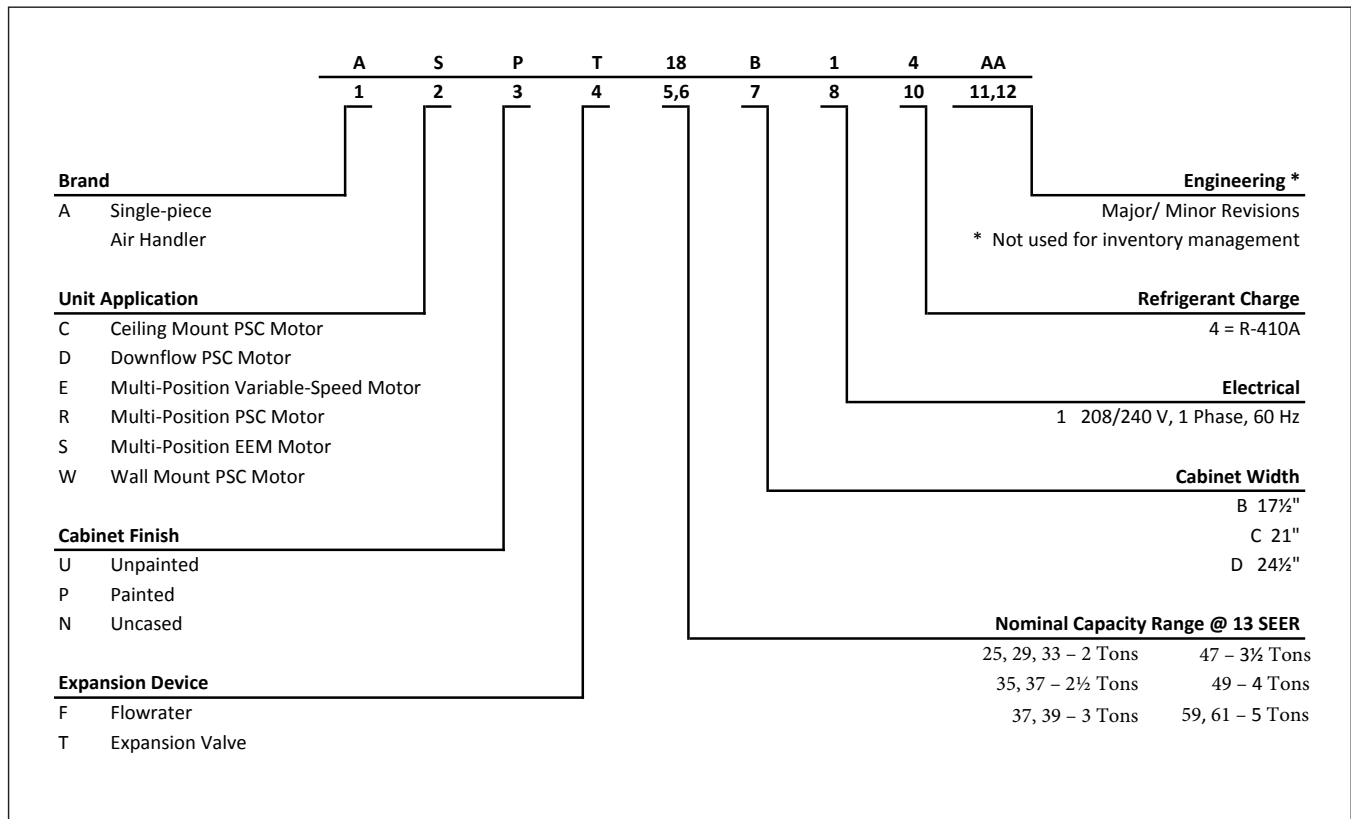 A S P T 18 B 1 4 AA
1 2 3 4 5,6 7 8 10 11,12
Brand
A Single-piece
Air Handler
Unit Application
C Ceiling Mount PSC Motor
D Downflow PSC Motor
E Multi-Position Variable-Speed Motor
R Multi-Position PSC Motor
S Multi-Position EEM Motor
W Wall Mount PSC Motor
Cabinet Finish
U Unpainted
P Painted
N Uncased
Expansion Device
F Flowrater
T Expansion Valve
Engineering *
Major/ Minor Revisions
* Not used for inventory management
Refrigerant Charge
4 = R-410A
Electrical
1 208/240 V, 1 Phase, 60 Hz
Cabinet Width
B 17½"
C 21"
D 24½"
Nominal Capacity Range @ 13 SEER
25, 29, 33 – 2 Tons 47 – 3½ Tons
35, 37 – 2½ Tons 49 – 4 Tons
37, 39 – 3 Tons 59, 61 – 5 Tons